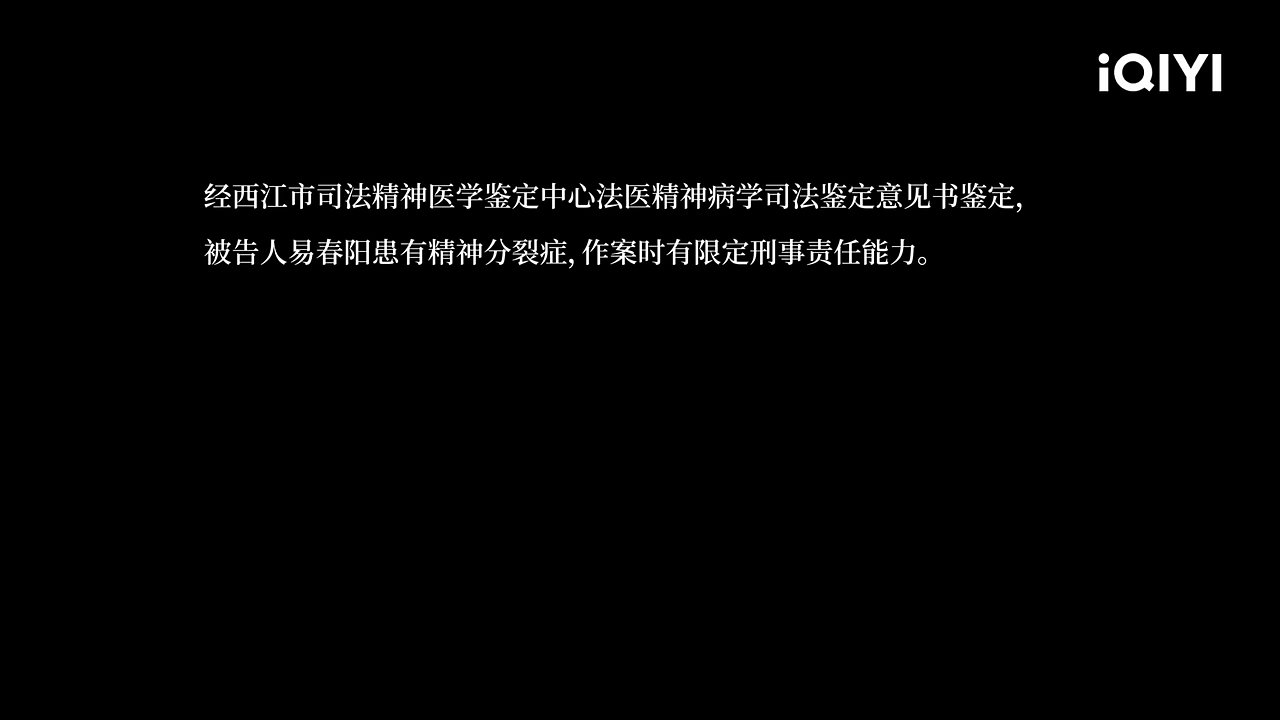 iQIYI
经西江市司法精神医学鉴定中心法医精神病学司法鉴定意见书鉴定,
被告人易春阳患有精神分裂症, 作案时有限定刑事责任能力。